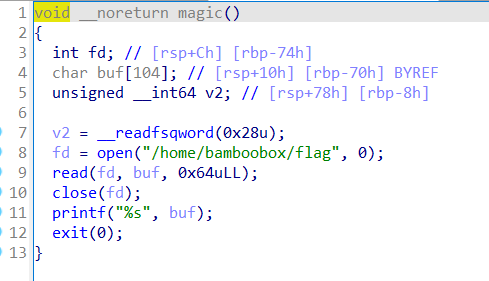 1 void __noreturn magic()
2 {
3   int fd; // [rsp+Ch] [rbp-74h]
4   char buf[104]; // [rsp+10h] [rbp-70h] BYREF
5   unsigned __int64 v2; // [rsp+78h] [rbp-8h]
6
7   v2 = __readfsqword(0x28u);
8   fd = open("/home/bamboobox/flag", 0);
9   read(fd, buf, 0x64uLL);
10   close(fd);
11   printf("%s", buf);
12   exit(0);
13 }